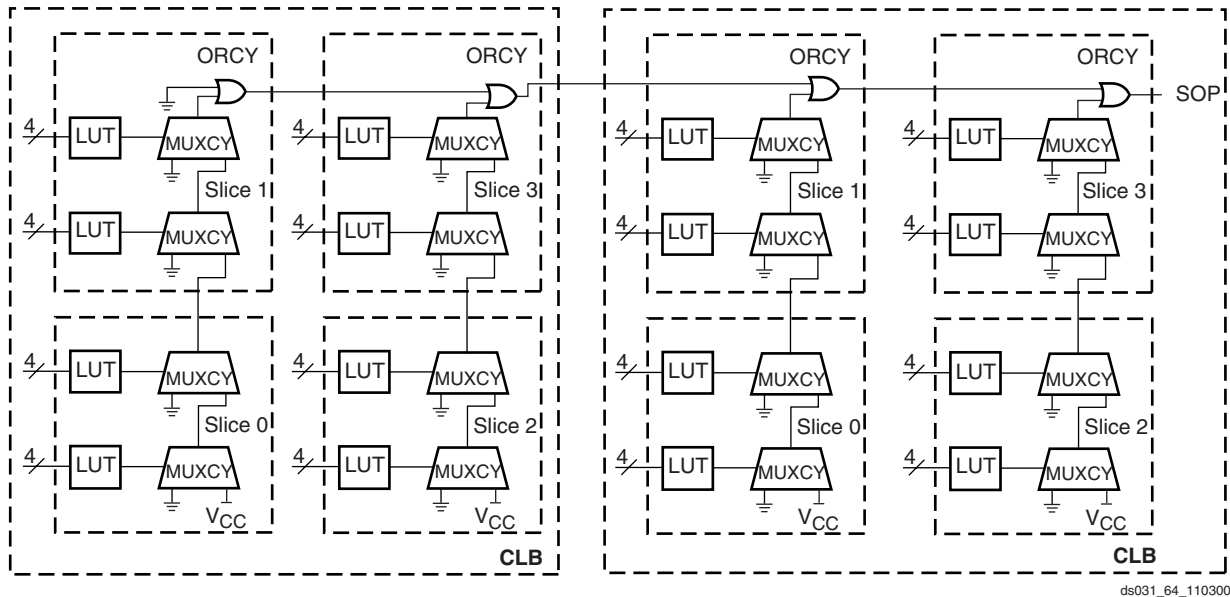 ORCY ORCY ORCY ORCY
SOP
4 LUT MUXCY 4 LUT MUXCY 4 LUT MUXCY 4 LUT MUXCY
Slice 1 Slice 3 Slice 1 Slice 3
4 LUT MUXCY 4 LUT MUXCY 4 LUT MUXCY 4 LUT MUXCY
4 LUT MUXCY 4 LUT MUXCY 4 LUT MUXCY 4 LUT MUXCY
Slice 0 Slice 2 Slice 0 Slice 2
4 LUT MUXCY 4 LUT MUXCY 4 LUT MUXCY 4 LUT MUXCY
VCC VCC VCC VCC
CLB CLB
ds031_64_110300